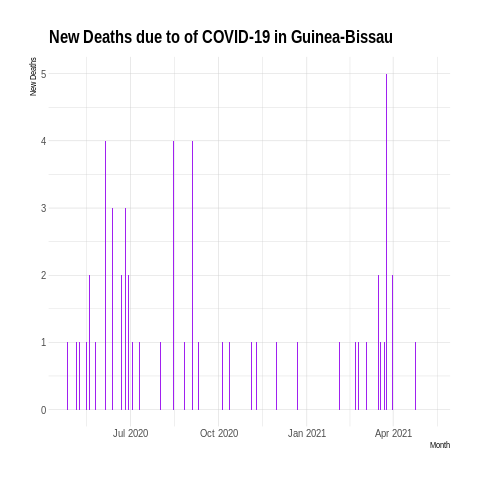 New Deaths due to of COVID-19 in Guinea-Bissau
New Deaths
5
4
3
2
1
0
Jul 2020 Oct 2020 Jan 2021 Apr 2021
Month